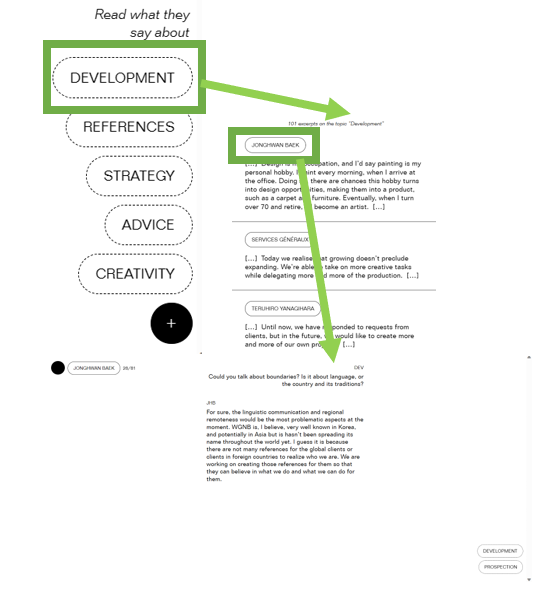 Read what they
say about
DEVELOPMENT
REFERENCES
STRATEGY
ADVICE
CREATIVITY
+
101 excerpts on the topic "Development"
JONGHWAN BAEK
[...] Design is occupation, and I'd say painting is my
personal hobby. I paint every morning, when I arrive at
the office. Doing there are chances this hobby turns
into design opportunities, making them into a product,
such as a carpet furniture. Eventually, when I turn
over 70 and retire, become an artist. [...]
SERVICES GÉNÉRAUX
[...] Today we realise that growing doesn't preclude
expanding. We're able take on more creative tasks
while delegating more and more of the production. [...]
TERUHIRO YANAGIHARA
[...] Until now, we have responded to requests from
clients, but in the future, would like to create more
and more of our own [...]
JONGHWAN BAEK
DEV
Could you talk about boundaries? Is it about language, or
the country and its traditions?
JHB
For sure, the linguistic communication and regional
remoteness would be the most problematic aspects at the
moment. WGNB is, I believe, very well known in Korea,
and potentially in Asia but is hasn't been spreading its
name throughout the world yet. I guess it is because
there are not many references for the global clients or
clients in foreign countries to realize who we are. We are
working on creating those references for them so that
they can believe in what we do and what we can do for
them.
DEVELOPMENT
PROSPECTION